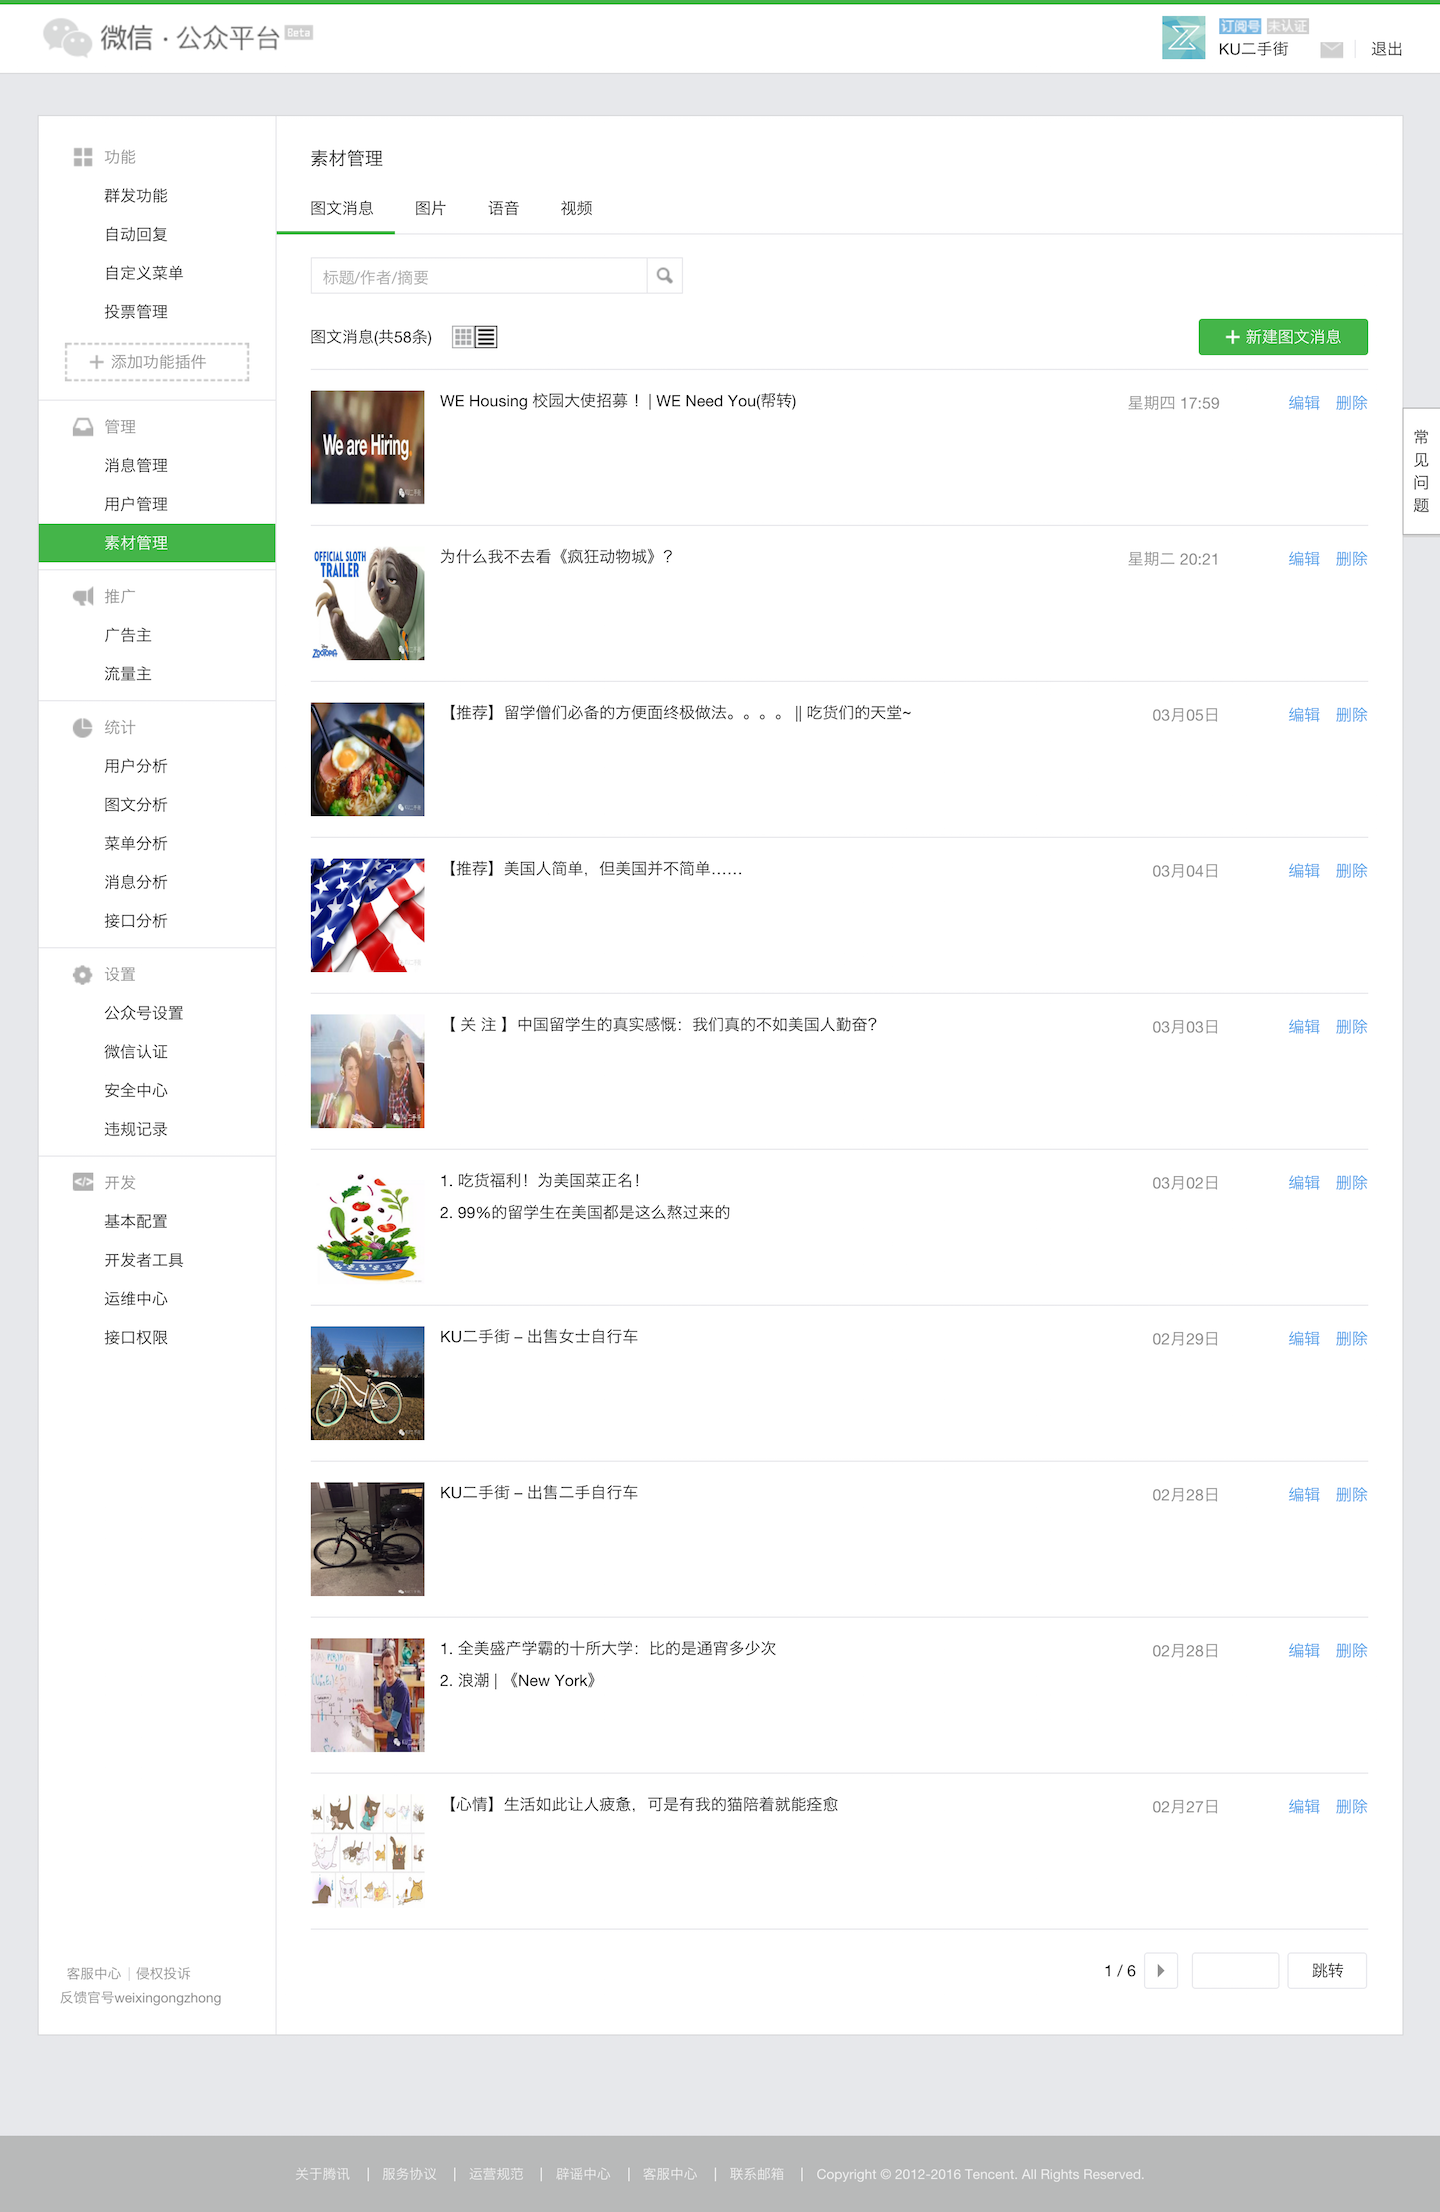 微信·公众平台 Beta
订阅号 未认证
KU二手街 退出
功能
群发功能
自动回复
自定义菜单
投票管理
添加功能插件
管理
消息管理
用户管理
素材管理
推广
广告主
流量主
统计
用户分析
图文分析
菜单分析
消息分析
接口分析
设置
公众号设置
微信认证
安全中心
违规记录
开发
基本配置
开发者工具
运维中心
接口权限
客服中心 | 侵权投诉
反馈官号weixingongzhong
素材管理
图文消息 图片 语音 视频
标题/作者/摘要
图文消息(共58条)
新建图文消息
We are Hiring.
WE Housing 校园大使招募！| WE Need You(帮转) 星期四 17:59 编辑 删除
OFFICIAL SLOTH
TRAILER
ZOOTOPIA
为什么我不去看《疯狂动物城》？ 星期二 20:21 编辑 删除
【推荐】留学僧们必备的方便面终极做法。。。。 || 吃货们的天堂~ 03月05日 编辑 删除
【推荐】美国人简单，但美国并不简单…… 03月04日 编辑 删除
【 关 注 】中国留学生的真实感慨：我们真的不如美国人勤奋？ 03月03日 编辑 删除
1. 吃货福利！为美国菜正名！ 03月02日 编辑 删除
2. 99%的留学生在美国都是这么熬过来的
KU二手街 – 出售女士自行车 02月29日 编辑 删除
KU二手街 – 出售二手自行车 02月28日 编辑 删除
1. 全美盛产学霸的十所大学：比的是通宵多少次 02月28日 编辑 删除
2. 浪潮 | 《New York》
【心情】生活如此让人疲惫，可是有我的猫陪着就能痊愈 02月27日 编辑 删除
1 / 6 跳转
常
见
问
题
关于腾讯 | 服务协议 | 运营规范 | 辟谣中心 | 客服中心 | 联系邮箱 | Copyright © 2012-2016 Tencent. All Rights Reserved.